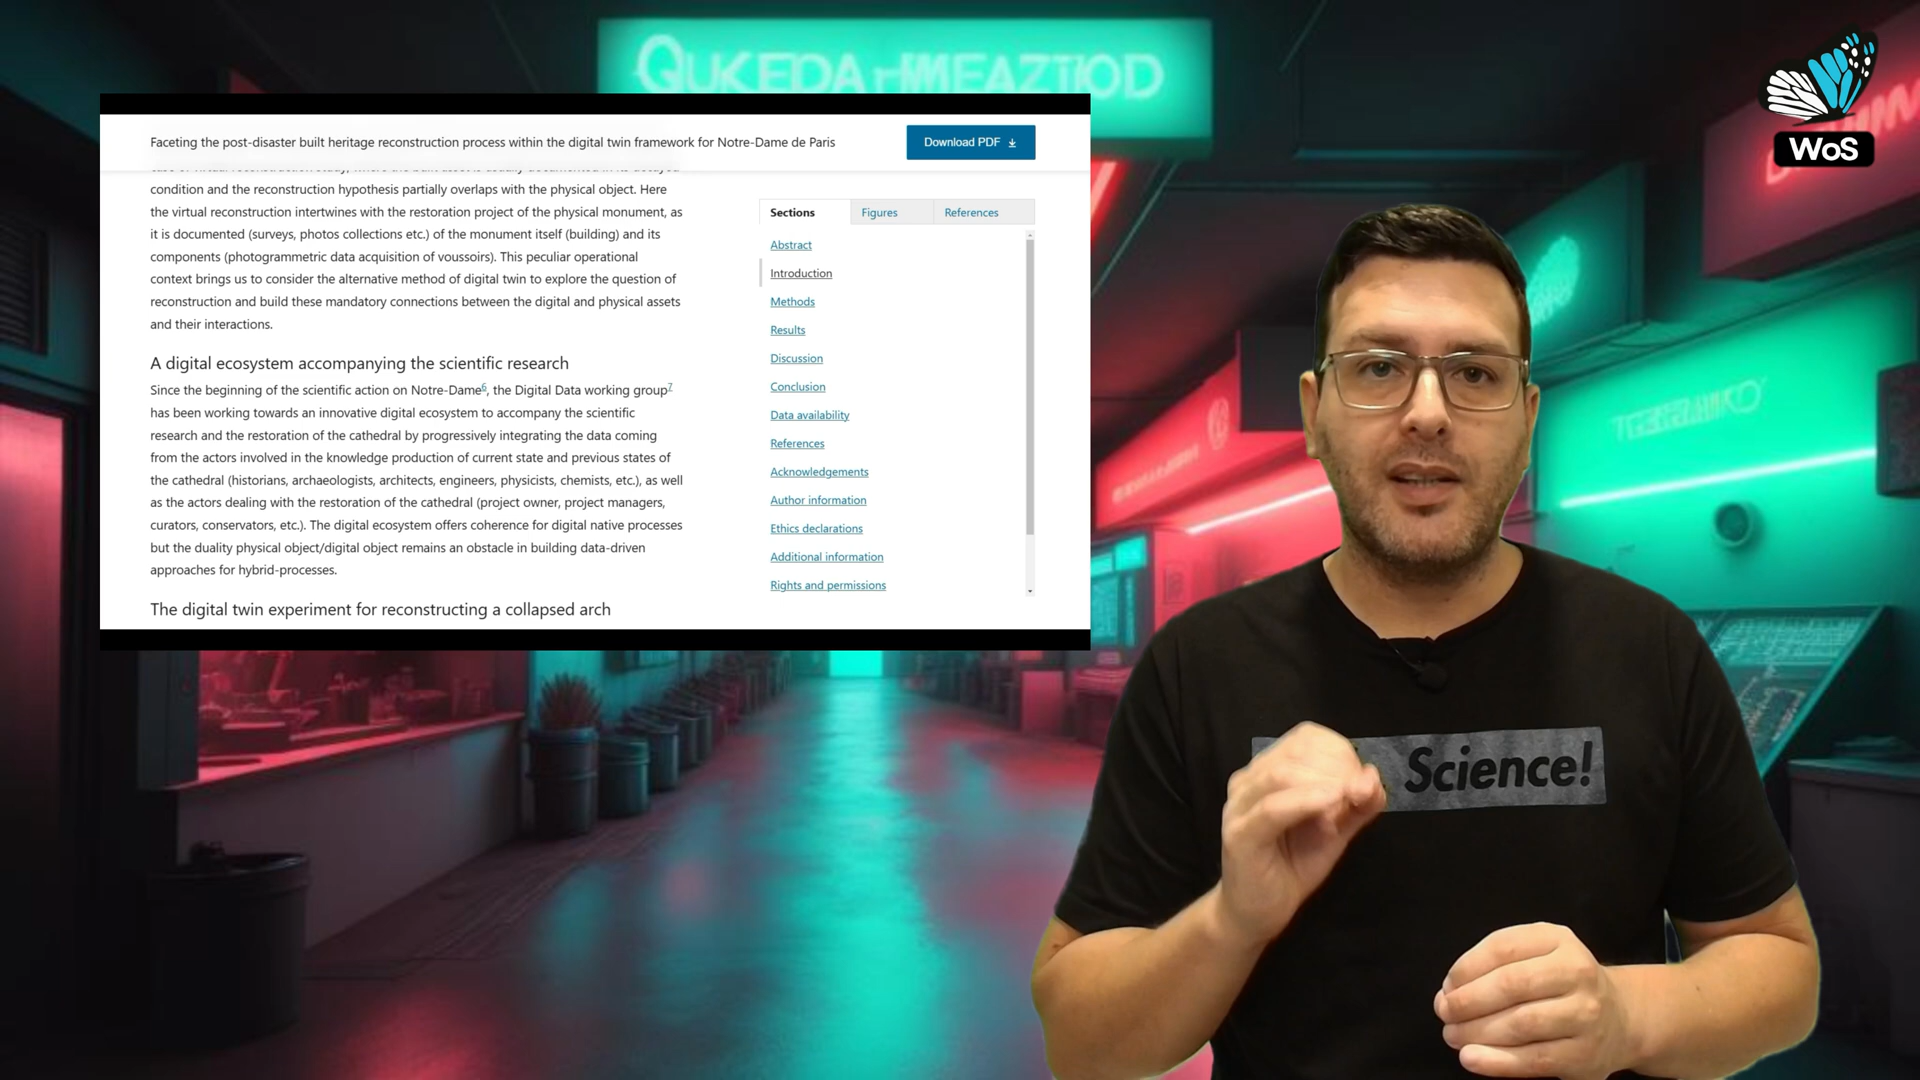 QUKEDA-MMEAZTIOD
WoS
Faceting the post-disaster built heritage reconstruction process within the digital twin framework for Notre-Dame de Paris
Download PDF
condition and the reconstruction hypothesis partially overlaps with the physical object. Here
the virtual reconstruction intertwines with the restoration project of the physical monument, as
it is documented (surveys, photos collections etc.) of the monument itself (building) and its
components (photogrammetric data acquisition of voussoirs). This peculiar operational
context brings us to consider the alternative method of digital twin to explore the question of
reconstruction and build these mandatory connections between the digital and physical assets
and their interactions.
A digital ecosystem accompanying the scientific research
Since the beginning of the scientific action on Notre-Dame6, the Digital Data working group7
has been working towards an innovative digital ecosystem to accompany the scientific
research and the restoration of the cathedral by progressively integrating the data coming
from the actors involved in the knowledge production of current state and previous states of
the cathedral (historians, archaeologists, architects, engineers, physicists, chemists, etc.), as well
as the actors dealing with the restoration of the cathedral (project owner, project managers,
curators, conservators, etc.). The digital ecosystem offers coherence for digital native processes
but the duality physical object/digital object remains an obstacle in building data-driven
approaches for hybrid-processes.
The digital twin experiment for reconstructing a collapsed arch
Sections Figures References
Abstract
Introduction
Methods
Results
Discussion
Conclusion
Data availability
References
Acknowledgements
Author information
Ethics declarations
Additional information
Rights and permissions
Science!